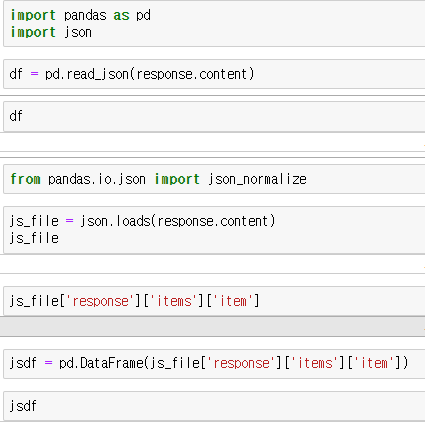 import pandas as pd
import json
df = pd.read_json(response.content)
df
from pandas.io.json import json_normalize
js_file = json.loads(response.content)
js_file
js_file['response']['items']['item']
jsdf = pd.DataFrame(js_file['response']['items']['item'])
jsdf